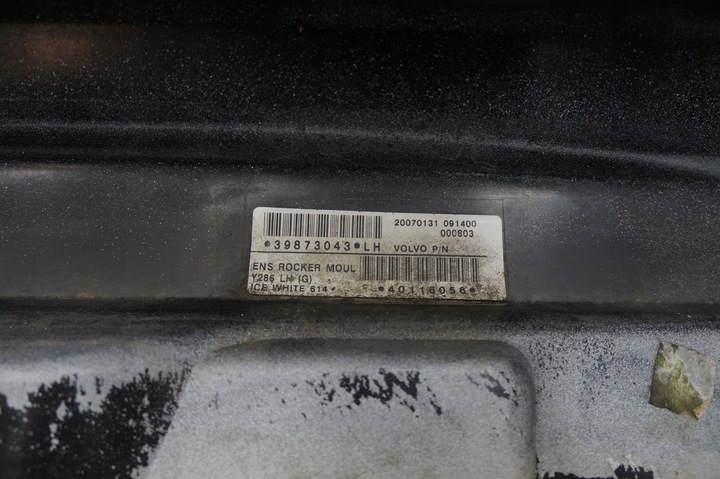 20070131 091400
000803
*39873043*LH VOLVO P/N
ENS ROCKER MOUL
Y286 LH (G)
ICE WHITE 614
*40116056*